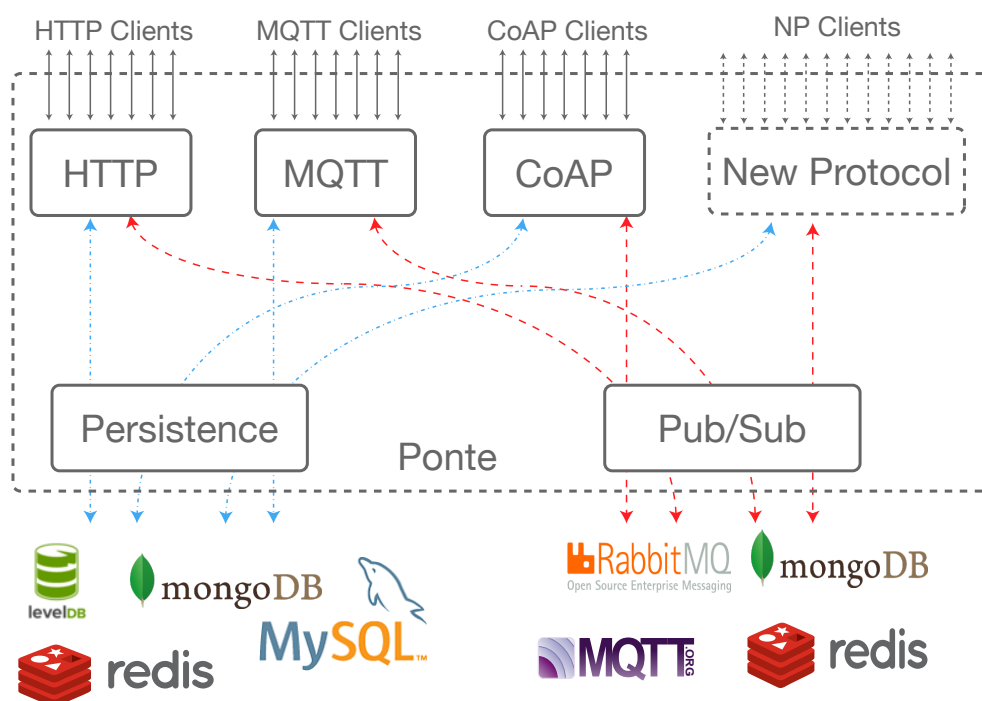 HTTP Clients
MQTT Clients
CoAP Clients
NP Clients
HTTP
MQTT
CoAP
New Protocol
Persistence
Pub/Sub
Ponte
levelDB
mongoDB
MySQL™
redis
RabbitMQ
Open Source Enterprise Messaging
mongoDB
MQTT.ORG
redis